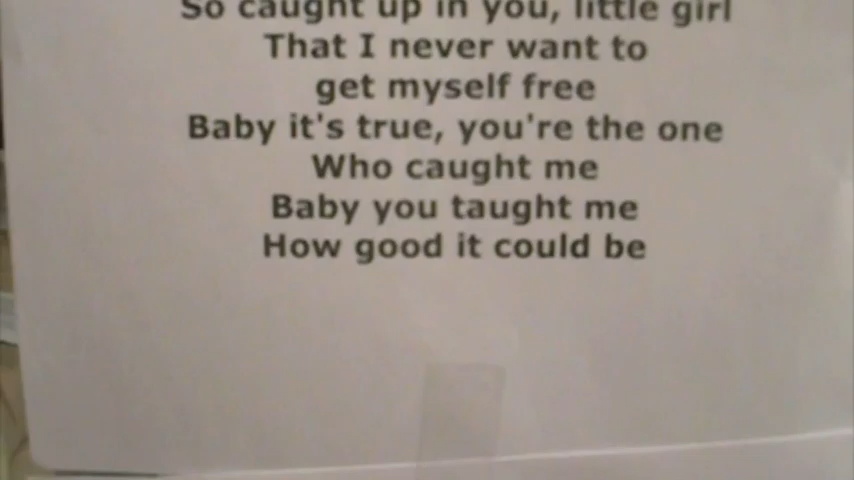 So caught up in you, little girl
That I never want to
get myself free
Baby it's true, you're the one
Who caught me
Baby you taught me
How good it could be